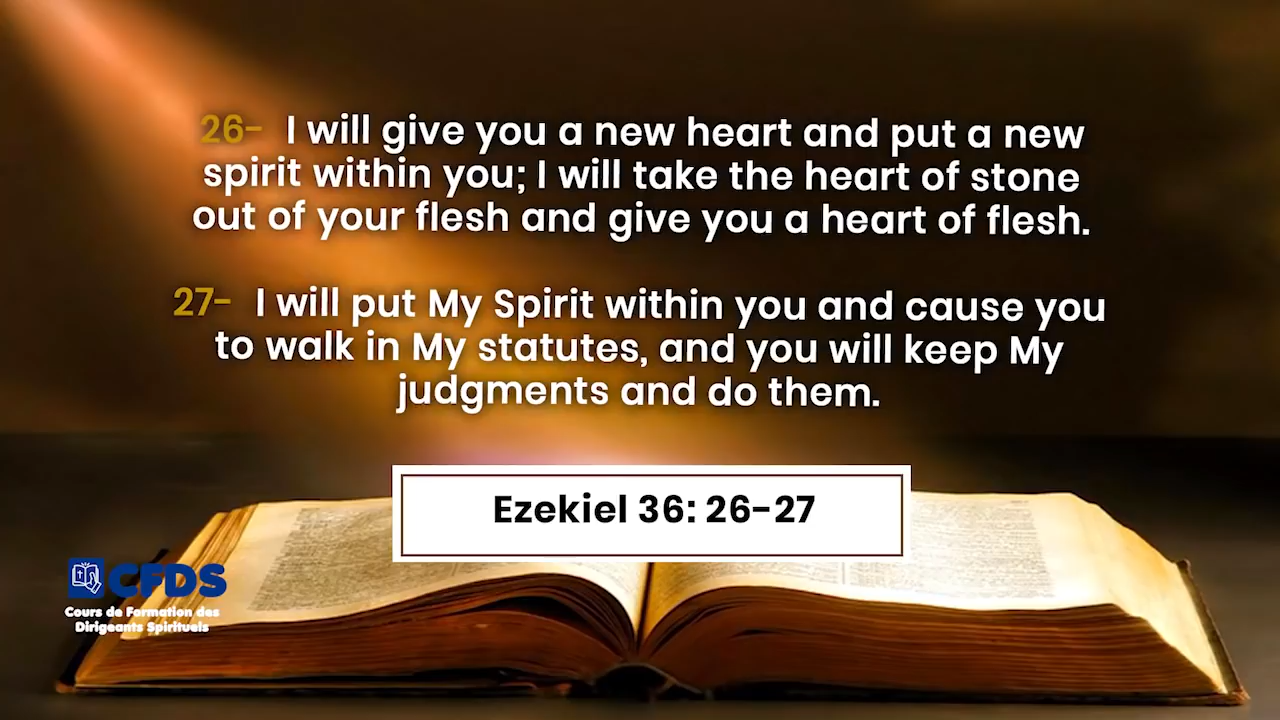 26- I will give you a new heart and put a new
spirit within you; I will take the heart of stone
out of your flesh and give you a heart of flesh.
27- I will put My Spirit within you and cause you
to walk in My statutes, and you will keep My
judgments and do them.
Ezekiel 36: 26-27
CFDS
Cours de Formation des
Dirigeants Spirituels